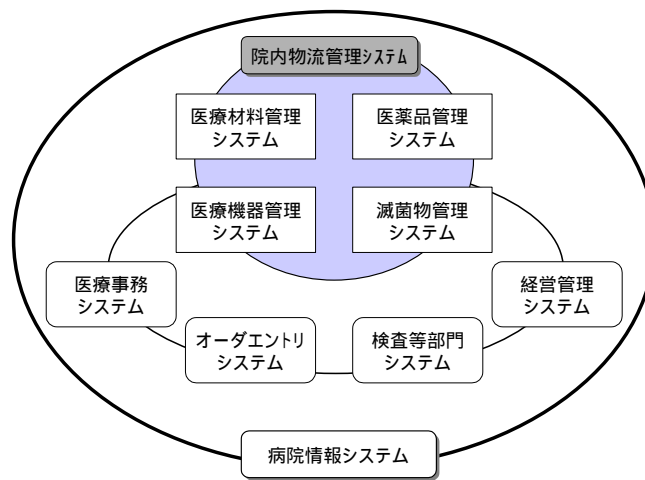 院内物流管理システム
医療材料管理
システム
医薬品管理
システム
医療機器管理
システム
滅菌物管理
システム
医療事務
システム
経営管理
システム
オーダエントリ
システム
検査等部門
システム
病院情報システム